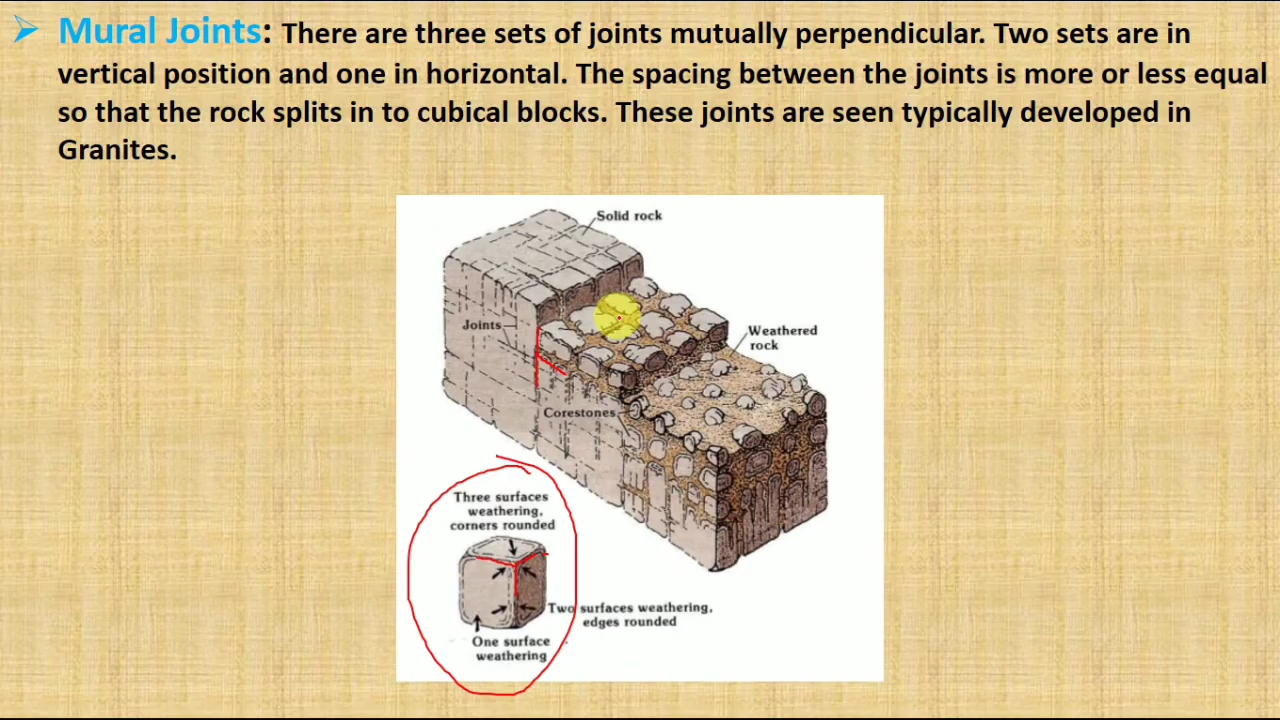 Mural Joints: There are three sets of joints mutually perpendicular. Two sets are in
vertical position and one in horizontal. The spacing between the joints is more or less equal
so that the rock splits in to cubical blocks. These joints are seen typically developed in
Granites.
Solid rock
Joints
Weathered
rock
Corestones
Three surfaces
weathering,
corners rounded
Two surfaces weathering,
edges rounded
One surface
weathering